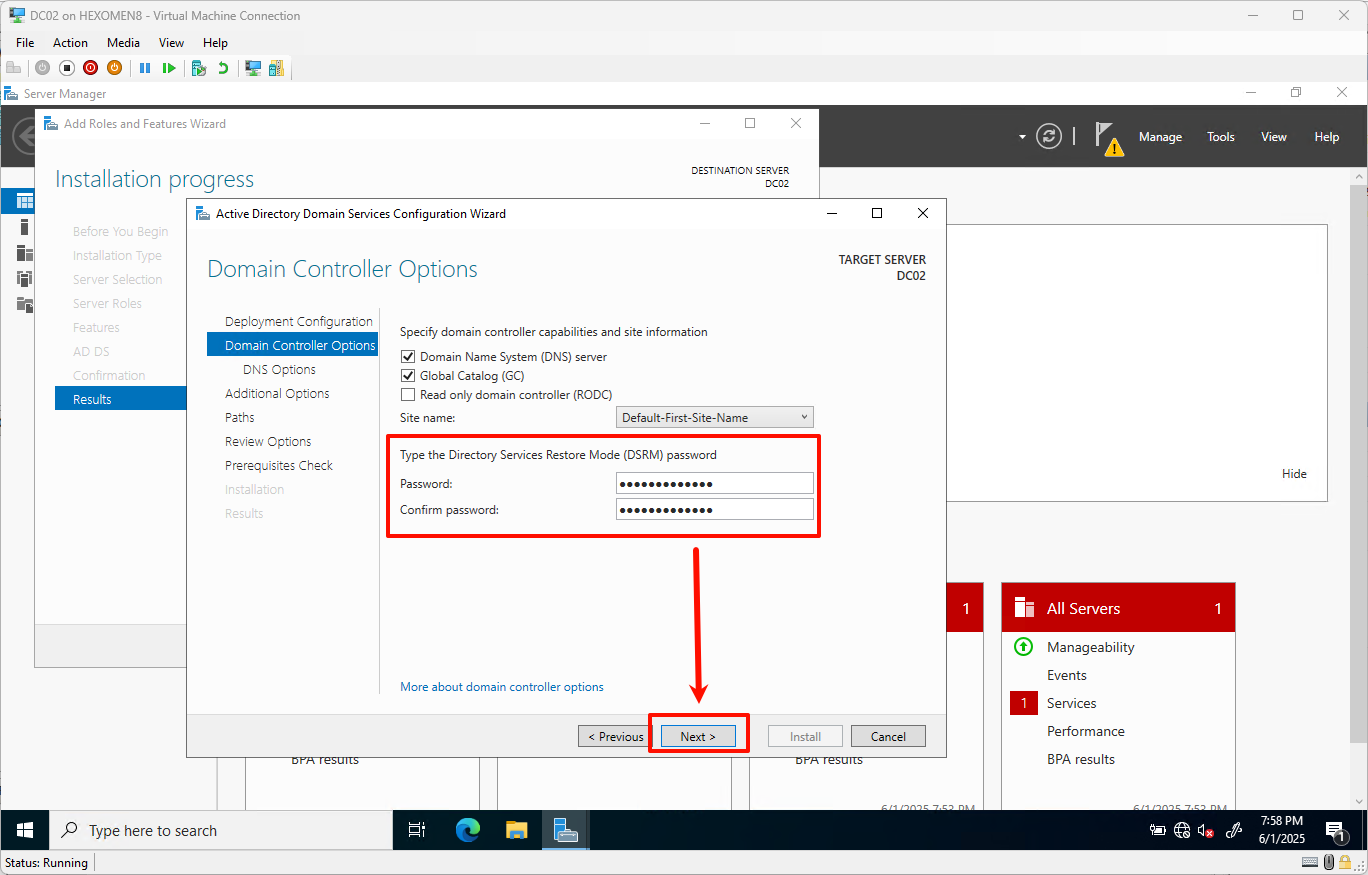 DC02 on HEXOMEN8 - Virtual Machine Connection
File Action Media View Help
Server Manager
Add Roles and Features Wizard
Manage Tools View Help
Installation progress
DESTINATION SERVER
DC02
Before You Begin
Installation Type
Server Selection
Server Roles
Features
AD DS
Confirmation
Results
Active Directory Domain Services Configuration Wizard
Domain Controller Options
TARGET SERVER
DC02
Deployment Configuration
Domain Controller Options
DNS Options
Additional Options
Paths
Review Options
Prerequisites Check
Installation
Results
Specify domain controller capabilities and site information
Domain Name System (DNS) server
Global Catalog (GC)
Read only domain controller (RODC)
Site name: Default-First-Site-Name
Type the Directory Services Restore Mode (DSRM) password
Password: ●●●●●●●●●●●●●
Confirm password: ●●●●●●●●●●●●●
More about domain controller options
< Previous Next > Install Cancel
Hide
1
All Servers 1
Manageability
Events
1 Services
Performance
BPA results
BPA results BPA results
6/1/2025 7:53 PM 6/1/2025 7:53 PM
Type here to search
7:58 PM
6/1/2025
1
Status: Running